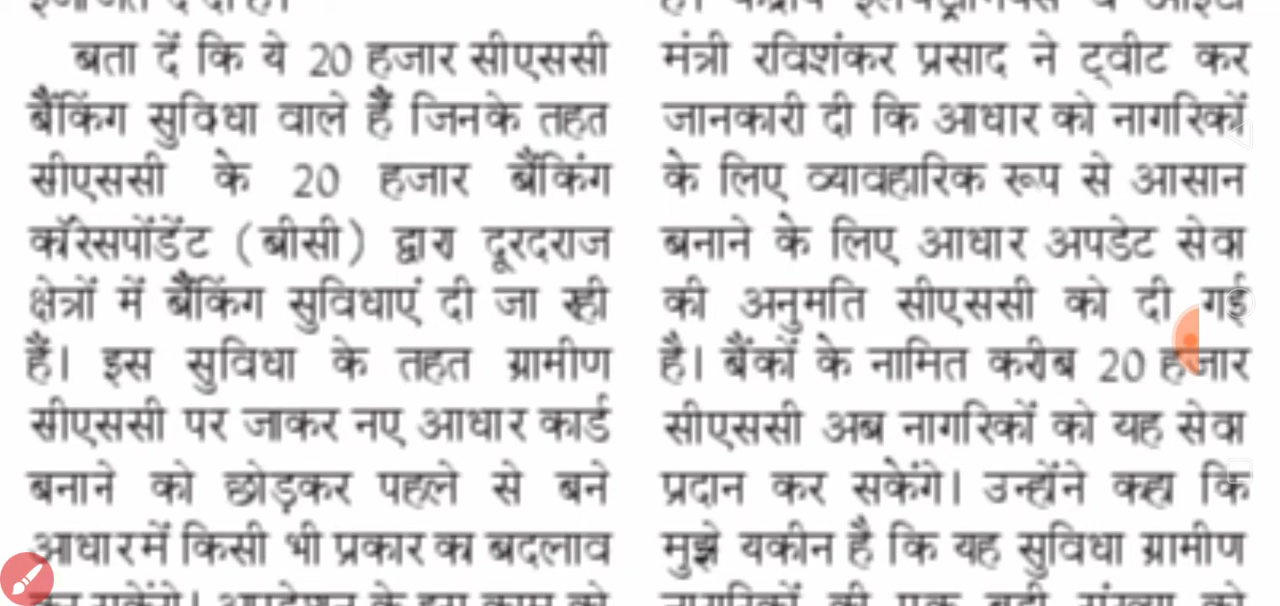 बता दें कि ये 20 हजार सीएससी
बैंकिंग सुविधा वाले हैं जिनके तहत
सीएससी के 20 हजार बैंकिंग
कॉरेसपोंडेंट (बीसी) द्वारा दूरदराज
क्षेत्रों में बैंकिंग सुविधाएं दी जा रही
हैं। इस सुविधा के तहत ग्रामीण
सीएससी पर जाकर नए आधार कार्ड
बनाने को छोड़कर पहले से बने
आधार में किसी भी प्रकार का बदलाव
मंत्री रविशंकर प्रसाद ने ट्वीट कर
जानकारी दी कि आधार को नागरिकों
के लिए व्यावहारिक रूप से आसान
बनाने के लिए आधार अपडेट सेवा
की अनुमति सीएससी को दी गई
है। बैंकों के नामित करीब 20 हजार
सीएससी अब नागरिकों को यह सेवा
प्रदान कर सकेंगे। उन्होंने कहा कि
मुझे यकीन है कि यह सुविधा ग्रामीण